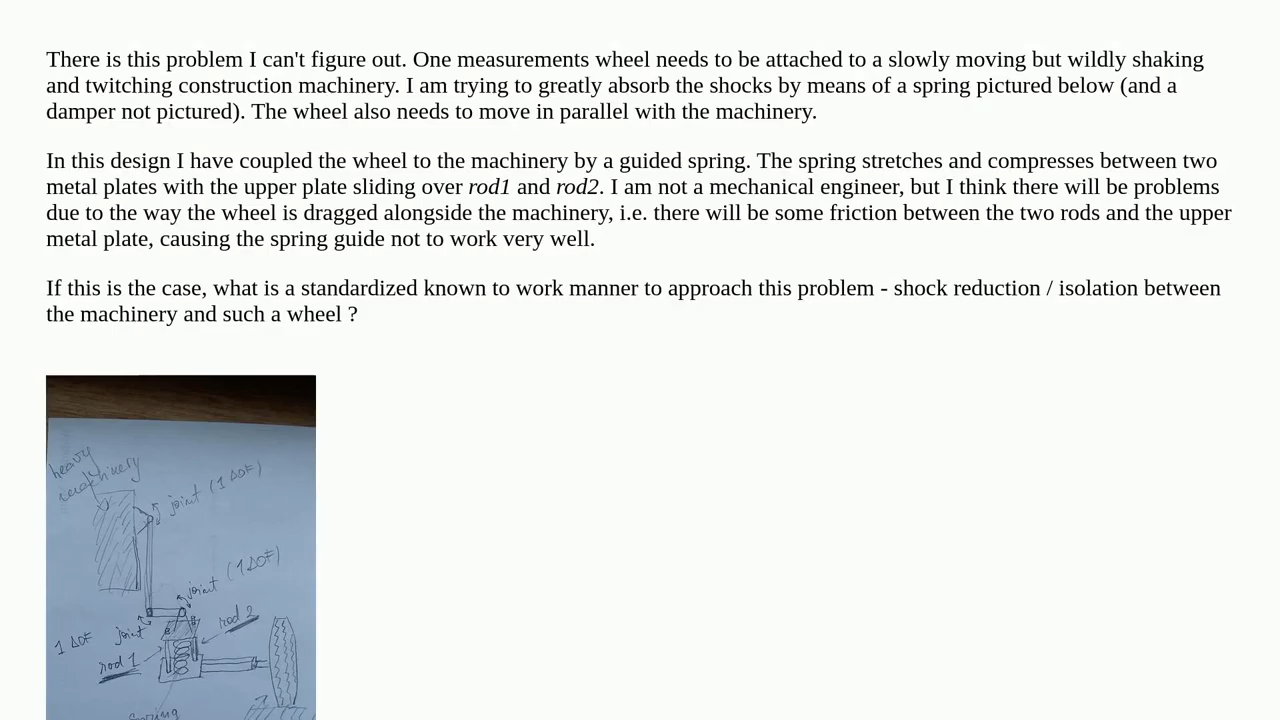 There is this problem I can't figure out. One measurements wheel needs to be attached to a slowly moving but wildly shaking
and twitching construction machinery. I am trying to greatly absorb the shocks by means of a spring pictured below (and a
damper not pictured). The wheel also needs to move in parallel with the machinery.
In this design I have coupled the wheel to the machinery by a guided spring. The spring stretches and compresses between two
metal plates with the upper plate sliding over rod1 and rod2. I am not a mechanical engineer, but I think there will be problems
due to the way the wheel is dragged alongside the machinery, i.e. there will be some friction between the two rods and the upper
metal plate, causing the spring guide not to work very well.
If this is the case, what is a standardized known to work manner to approach this problem - shock reduction / isolation between
the machinery and such a wheel ?
heavy
machinery
joint (1 ΔOF)
joint (1 ΔOF)
rod 2
1 ΔOF joint
rod 1
Spring